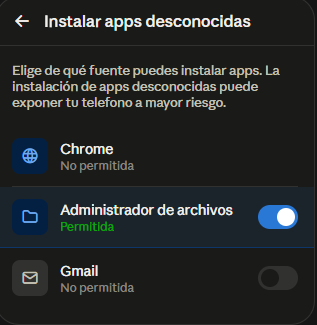 Instalar apps desconocidas
Elige de qué fuente puedes instalar apps. La
instalación de apps desconocidas puede
exponer tu telefono a mayor riesgo.
Chrome
No permitida
Administrador de archivos
Permitida
Gmail
No permitida